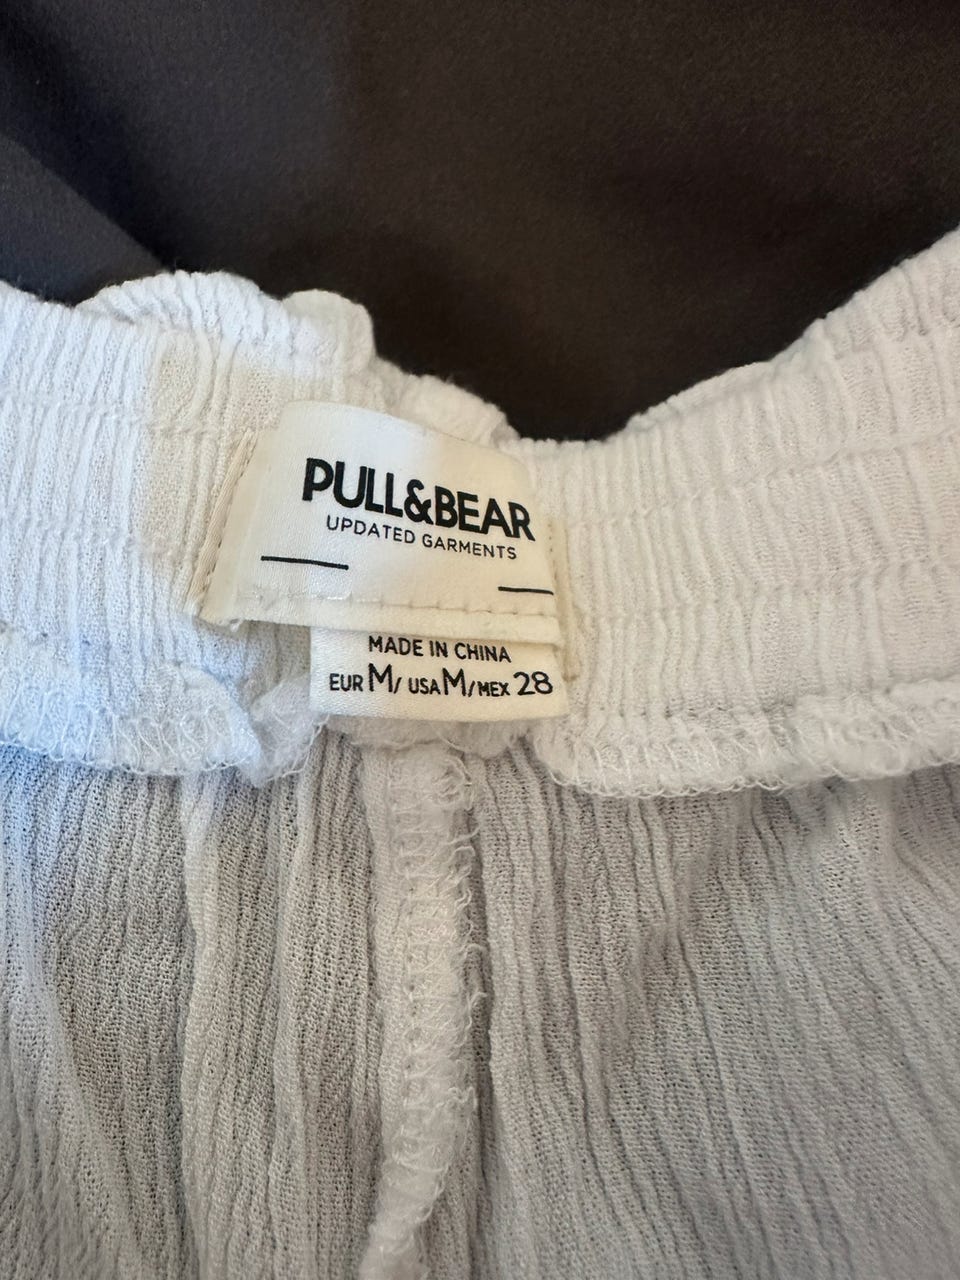 PULL&BEAR
UPDATED GARMENTS
MADE IN CHINA
EUR M/ USA M/MEX 28